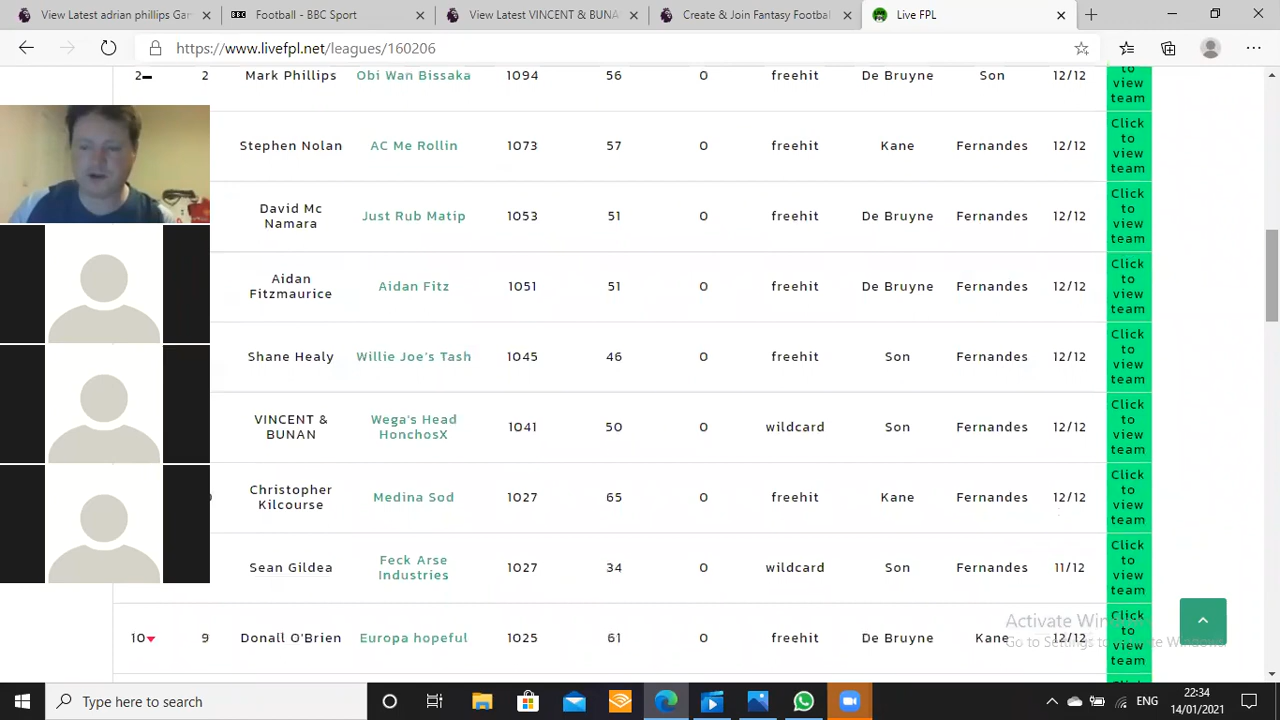 Football - BBC
View Latest VINCENT & BUNA
Create & Join Fantasy Footbal
Live FPL
https://www.livefpl.net/leagues/160206
2 2 Mark Phillips Obi Wan Bissaka 1094 56 0 freehit De Bruyne Son 12/12 to view team
Stephen Nolan AC Me Rollin 1073 57 0 freehit Kane Fernandes 12/12 Click to view team
David Mc Namara Just Rub Matip 1053 51 0 freehit De Bruyne Fernandes 12/12 Click to view team
Aidan Fitzmaurice Aidan Fitz 1051 51 0 freehit De Bruyne Fernandes 12/12 Click to view team
Shane Healy Willie Joe's Tash 1045 46 0 freehit Son Fernandes 12/12 Click to view team
VINCENT & BUNAN Wega's Head HonchosX 1041 50 0 wildcard Son Fernandes 12/12 Click to view team
Christopher Kilcourse Medina Sod 1027 65 0 freehit Kane Fernandes 12/12 Click to view team
Sean Gildea Feck Arse Industries 1027 34 0 wildcard Son Fernandes 11/12 Click to view team
10 9 Donall O'Brien Europa hopeful 1025 61 0 freehit De Bruyne Kane 12/12 Click to view team
Activate Windows
Go to Settings to activate Windows.
Type here to search
ENG
22:34
14/01/2021